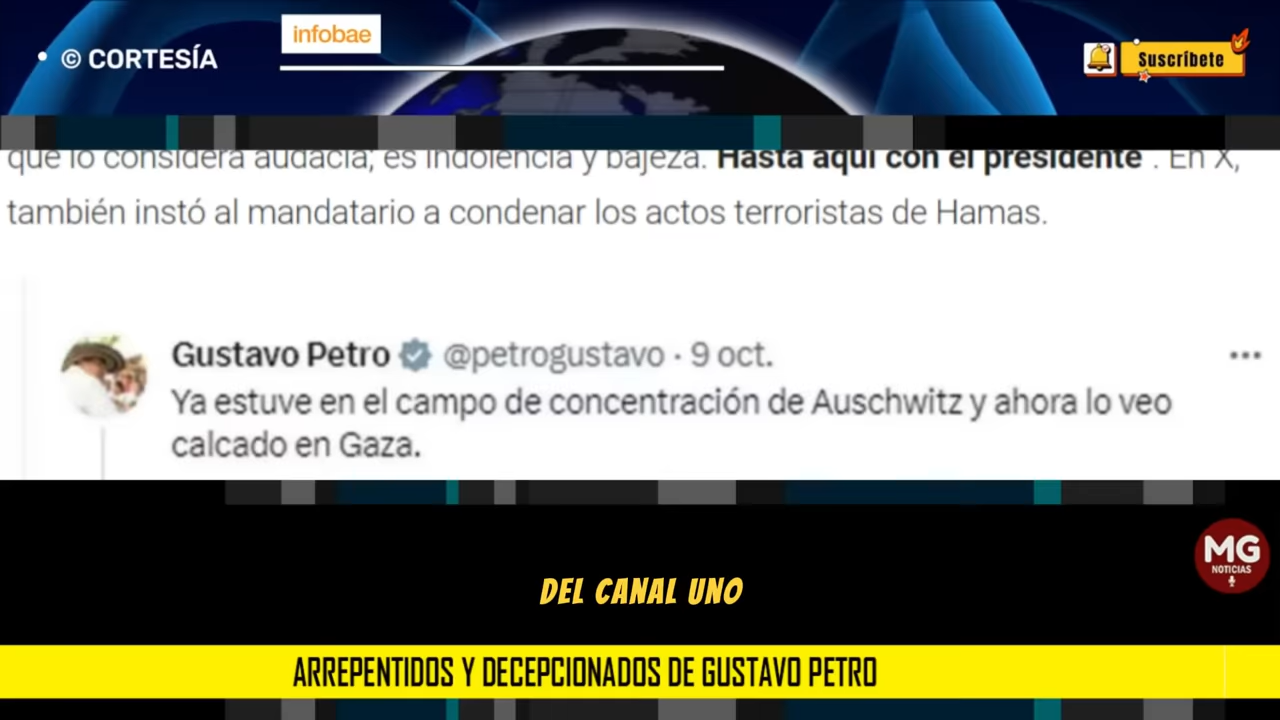 © CORTESÍA
infobae
Suscríbete
que lo considera audacia; es indolencia y bajeza. Hasta aquí con el presidente . En X,
también instó al mandatario a condenar los actos terroristas de Hamas.
Gustavo Petro @petrogustavo · 9 oct.
Ya estuve en el campo de concentración de Auschwitz y ahora lo veo
calcado en Gaza.
MG
NOTICIAS
DEL CANAL UNO
ARREPENTIDOS Y DECEPCIONADOS DE GUSTAVO PETRO